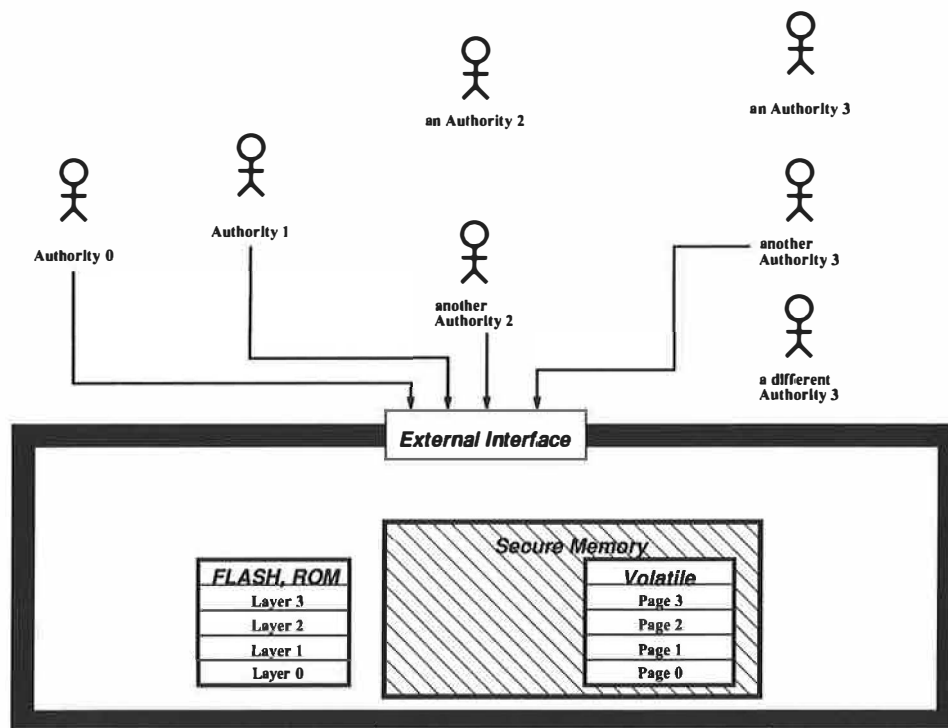 an Authority 2
an Authority 3
Authority 0
Authority 1
another
Authority 2
another
Authority 3
a different
Authority 3
External Interface
Secure Memory
FLASH, ROM
Layer 3
Layer 2
Layer 1
Layer 0
Volatile
Page 3
Page 2
Page 1
Page 0